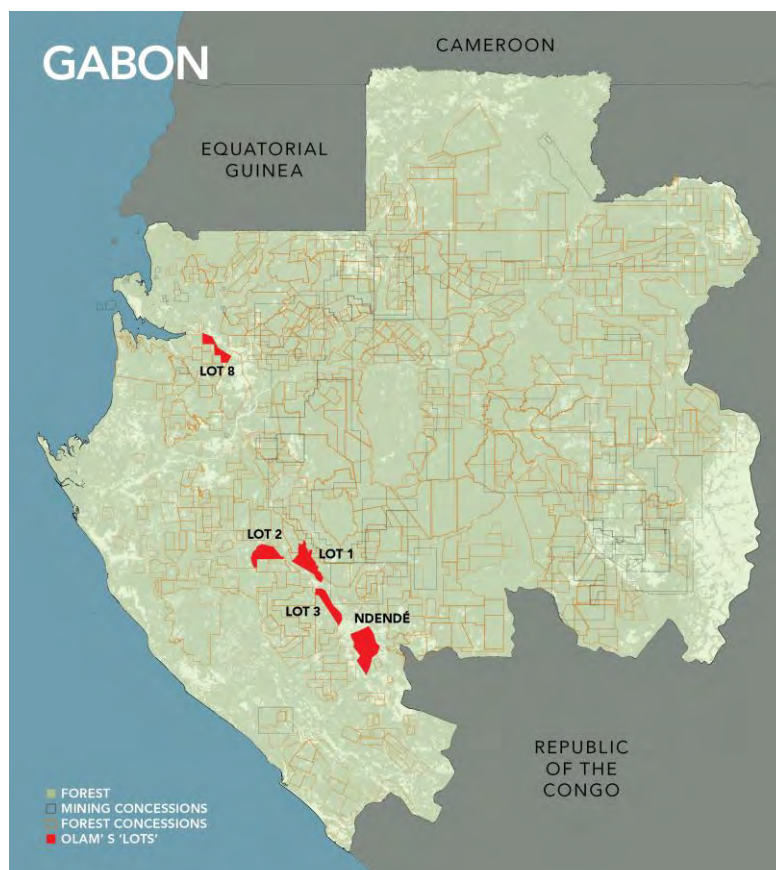 CAMEROON
GABON
EQUATORIAL
GUINEA
LOT 8
LOT 2
LOT 1
LOT 3
NDENDÉ
REPUBLIC
OF THE
CONGO
FOREST
MINING CONCESSIONS
FOREST CONCESSIONS
OLAM' S 'LOTS'